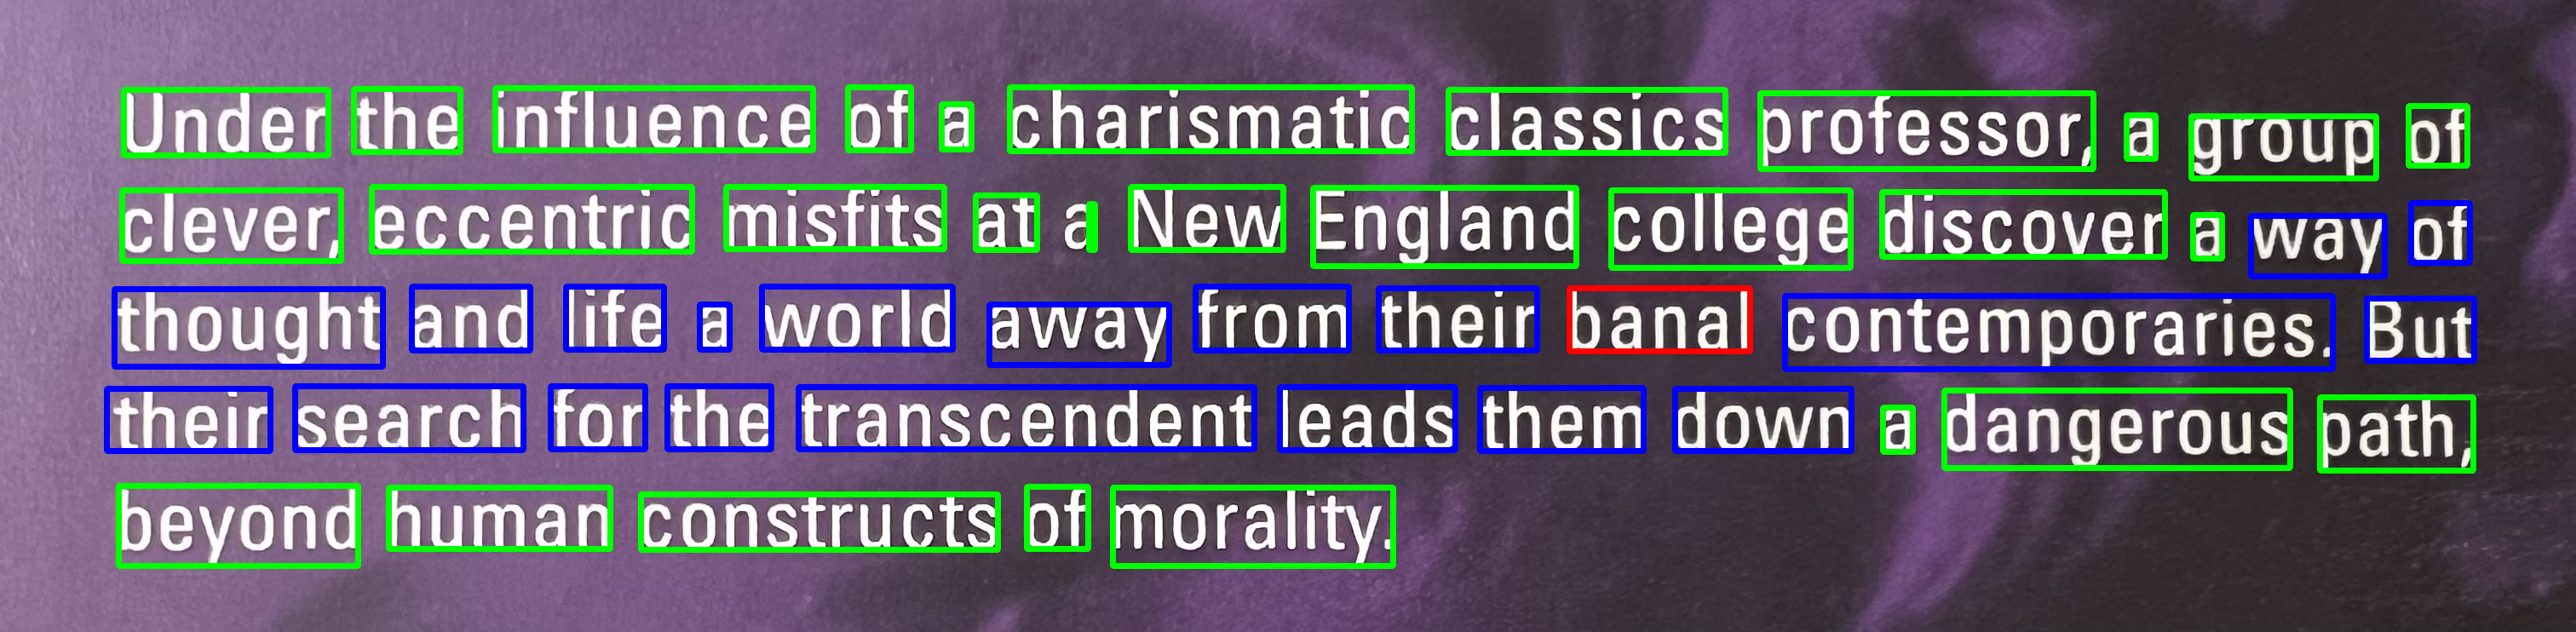 Under the influence of a charismatic classics professor, a group of
clever, eccentric misfits at a New England college discover a way of
thought and life a world away from their banal contemporaries. But
their search for the transcendent leads them down a dangerous path,
beyond human constructs of morality.